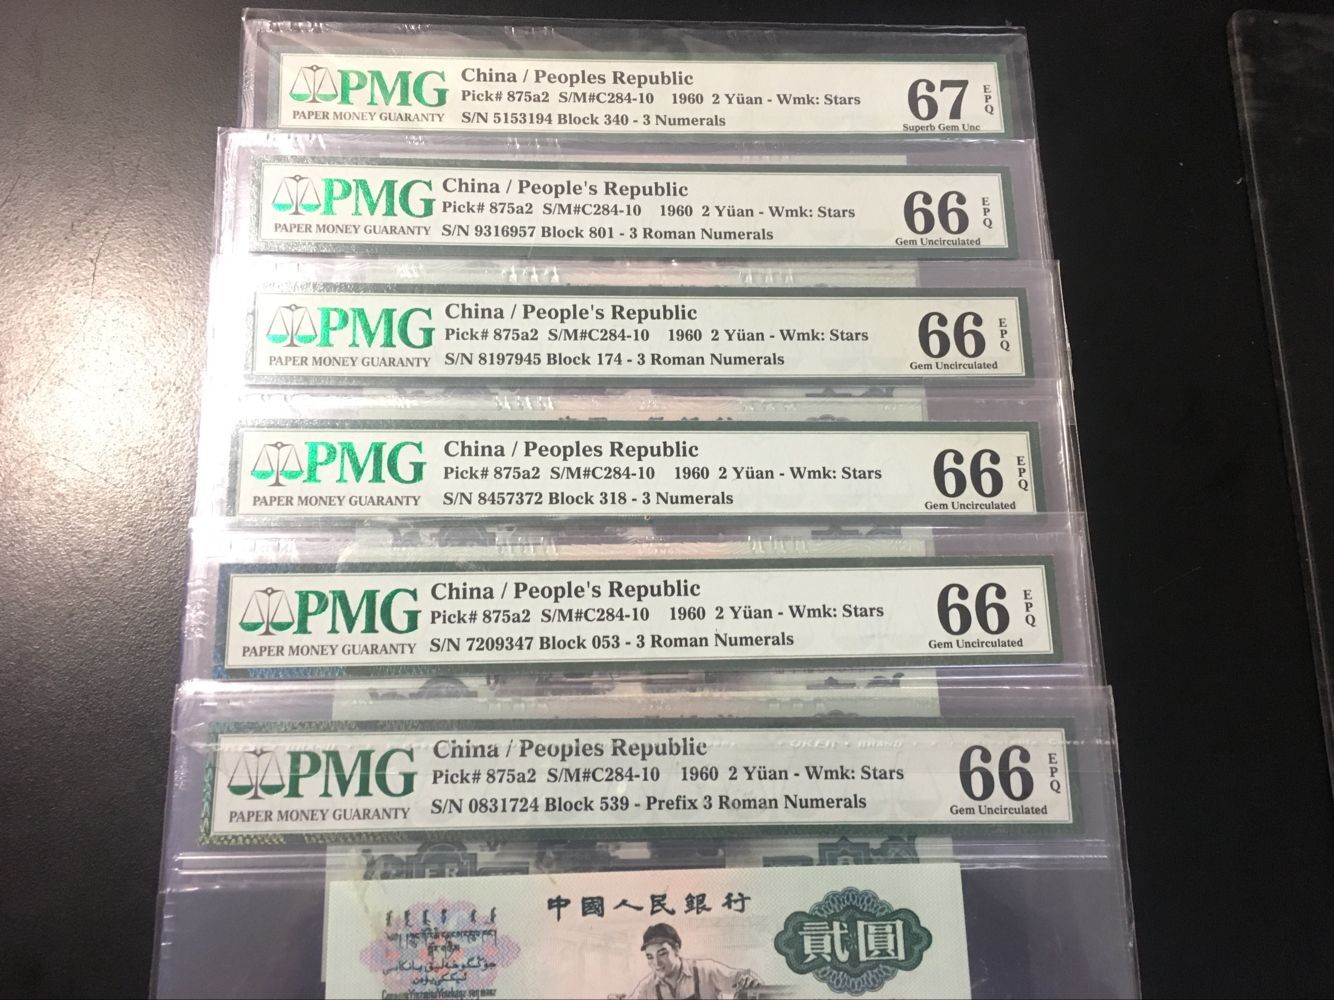 PMG
PAPER MONEY GUARANTY
China / Peoples Republic
Pick# 875a2 S/M#C284-10 1960 2 Yüan - Wmk: Stars
S/N 5153194 Block 340 - 3 Numerals
67 EPQ
Superb Gem Unc
PMG
PAPER MONEY GUARANTY
China / People's Republic
Pick# 875a2 S/M#C284-10 1960 2 Yüan - Wmk: Stars
S/N 9316957 Block 801 - 3 Roman Numerals
66 EPQ
Gem Uncirculated
PMG
PAPER MONEY GUARANTY
China / People's Republic
Pick# 875a2 S/M#C284-10 1960 2 Yüan - Wmk: Stars
S/N 8197945 Block 174 - 3 Roman Numerals
66 EPQ
Gem Uncirculated
PMG
PAPER MONEY GUARANTY
China / Peoples Republic
Pick# 875a2 S/M#C284-10 1960 2 Yüan - Wmk: Stars
S/N 8457372 Block 318 - 3 Numerals
66 EPQ
Gem Uncirculated
PMG
PAPER MONEY GUARANTY
China / People's Republic
Pick# 875a2 S/M#C284-10 1960 2 Yüan - Wmk: Stars
S/N 7209347 Block 053 - 3 Roman Numerals
66 EPQ
Gem Uncirculated
PMG
PAPER MONEY GUARANTY
China / Peoples Republic
Pick# 875a2 S/M#C284-10 1960 2 Yüan - Wmk: Stars
S/N 0831724 Block 539 - Prefix 3 Roman Numerals
66 EPQ
Gem Uncirculated
中國人民銀行
貳圓